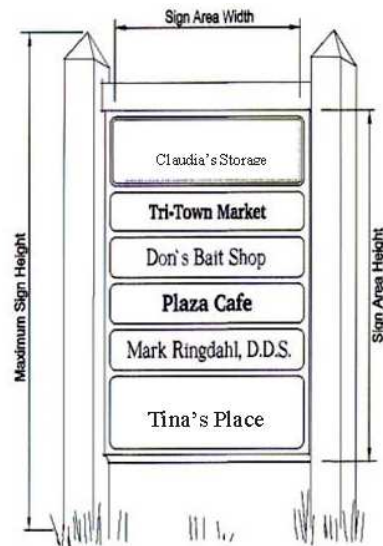 Sign Area Width
Maximum Sign Height
Claudia's Storage
Tri-Town Market
Don`s Bait Shop
Plaza Cafe
Mark Ringdahl, D.D.S.
Tina's Place
Sign Area Height